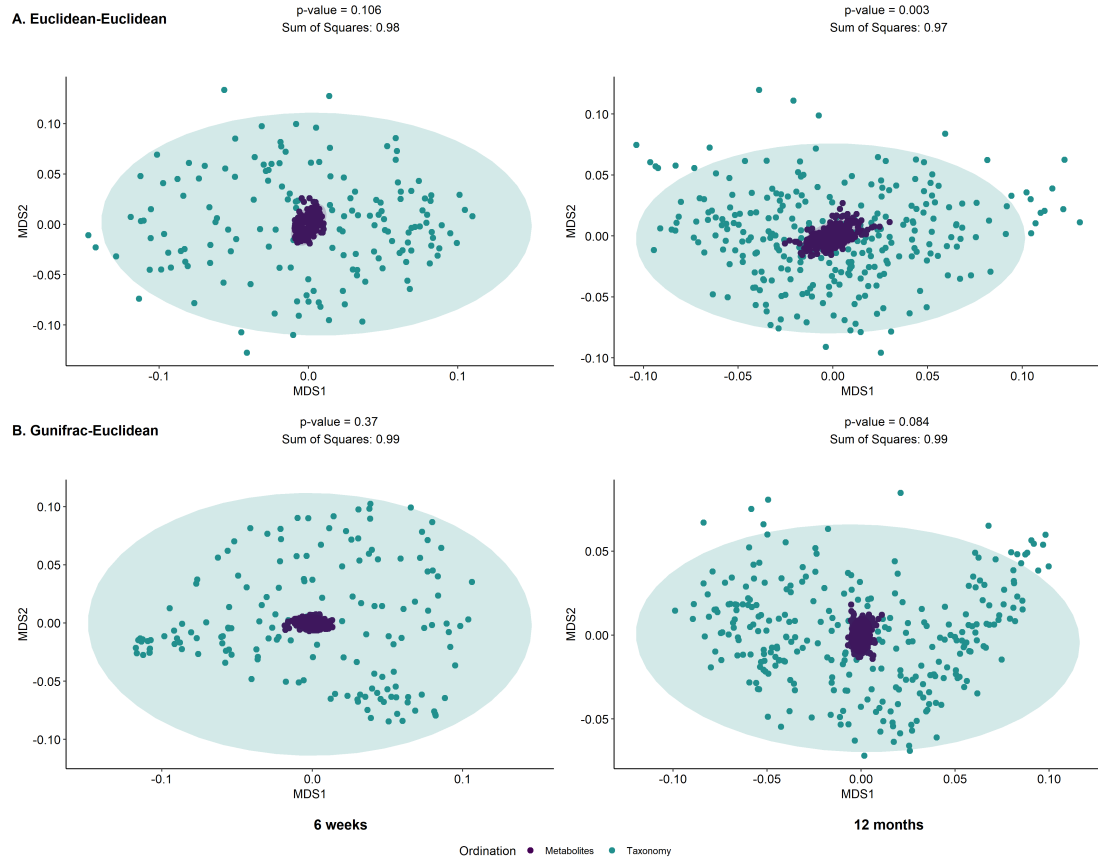 A. Euclidean-Euclidean
p-value = 0.106
Sum of Squares: 0.98
p-value = 0.003
Sum of Squares: 0.97
MDS2
0.10
0.05
0.00
-0.05
-0.10
-0.1 0.0 0.1
MDS1
MDS2
0.10
0.05
0.00
-0.05
-0.10
-0.10 -0.05 0.00 0.05 0.10
MDS1
B. Gunifrac-Euclidean
p-value = 0.37
Sum of Squares: 0.99
p-value = 0.084
Sum of Squares: 0.99
MDS2
0.10
0.05
0.00
-0.05
-0.10
-0.1 0.0 0.1
MDS1
MDS2
0.05
0.00
-0.05
-0.10 -0.05 0.00 0.05 0.10
MDS1
6 weeks
12 months
Ordination Metabolites Taxonomy